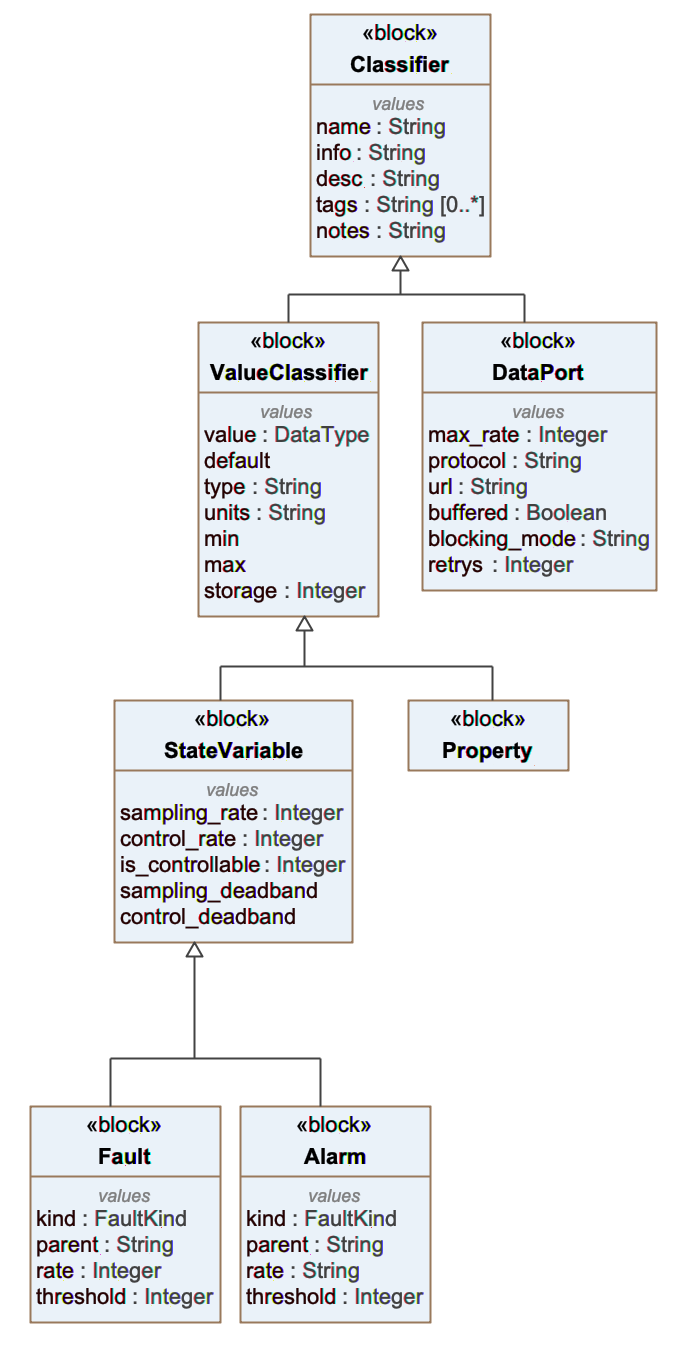 «block»
Classifier
values
name : String
info : String
desc : String
tags : String [0..*]
notes : String
«block»
ValueClassifier
values
value : DataType
default
type : String
units : String
min
max
storage : Integer
«block»
DataPort
values
max_rate : Integer
protocol : String
url : String
buffered : Boolean
blocking_mode : String
retrys : Integer
«block»
StateVariable
values
sampling_rate : Integer
control_rate : Integer
is_controllable : Integer
sampling_deadband
control_deadband
«block»
Property
«block»
Fault
values
kind : FaultKind
parent : String
rate : Integer
threshold : Integer
«block»
Alarm
values
kind : FaultKind
parent : String
rate : String
threshold : Integer